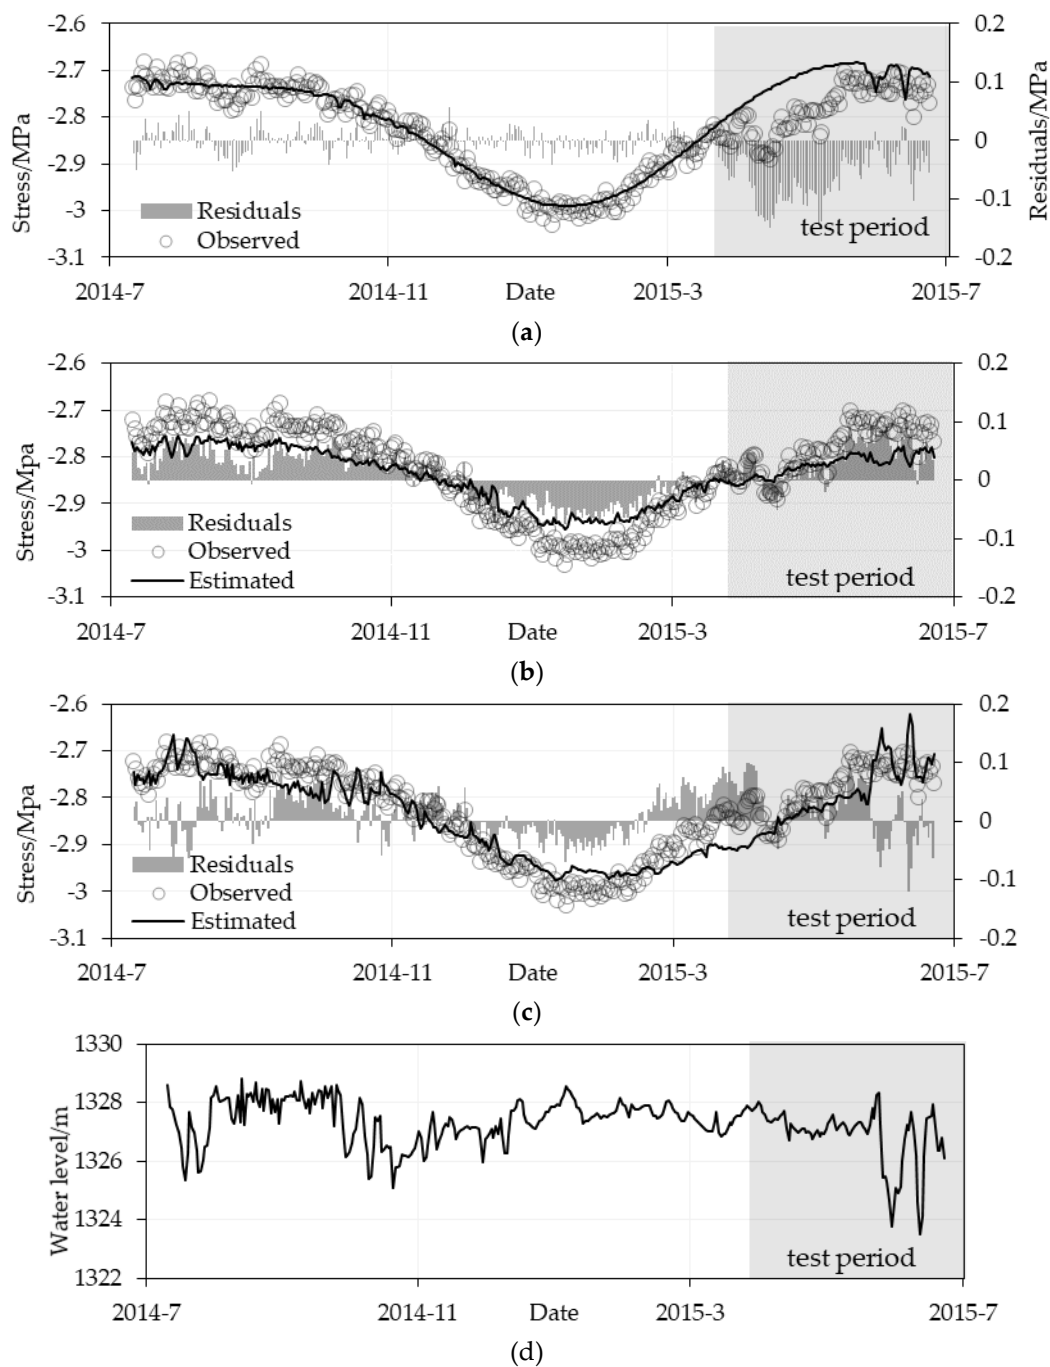 -2.6
0.2
-2.7
0.1
-2.8
0
-2.9
-0.1
-3
-0.2
-3.1
Stress/MPa
Residuals/MPa
Residuals
Observed
test period
2014-7
2014-11
Date
2015-3
2015-7
(a)
-2.6
0.2
-2.7
0.1
-2.8
0
-2.9
-0.1
-3
-0.2
-3.1
Stress/Mpa
Residuals
Observed
Estimated
test period
2014-7
2014-11
Date
2015-3
2015-7
(b)
-2.6
0.2
-2.7
0.1
-2.8
0
-2.9
-0.1
-3
-0.2
-3.1
Stress/Mpa
Residuals
Observed
Estimated
test period
2014-7
2014-11
Date
2015-3
2015-7
(c)
1330
1328
1326
1324
1322
Water level/m
test period
2014-7
2014-11
Date
2015-3
2015-7
(d)